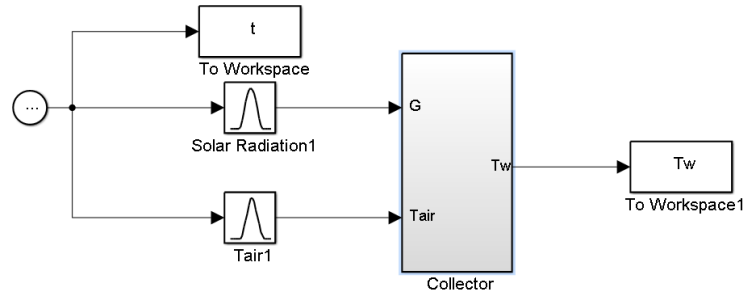 t
To Workspace
...
G
Solar Radiation1
Tw
Tw
To Workspace1
Tair
Tair1
Collector